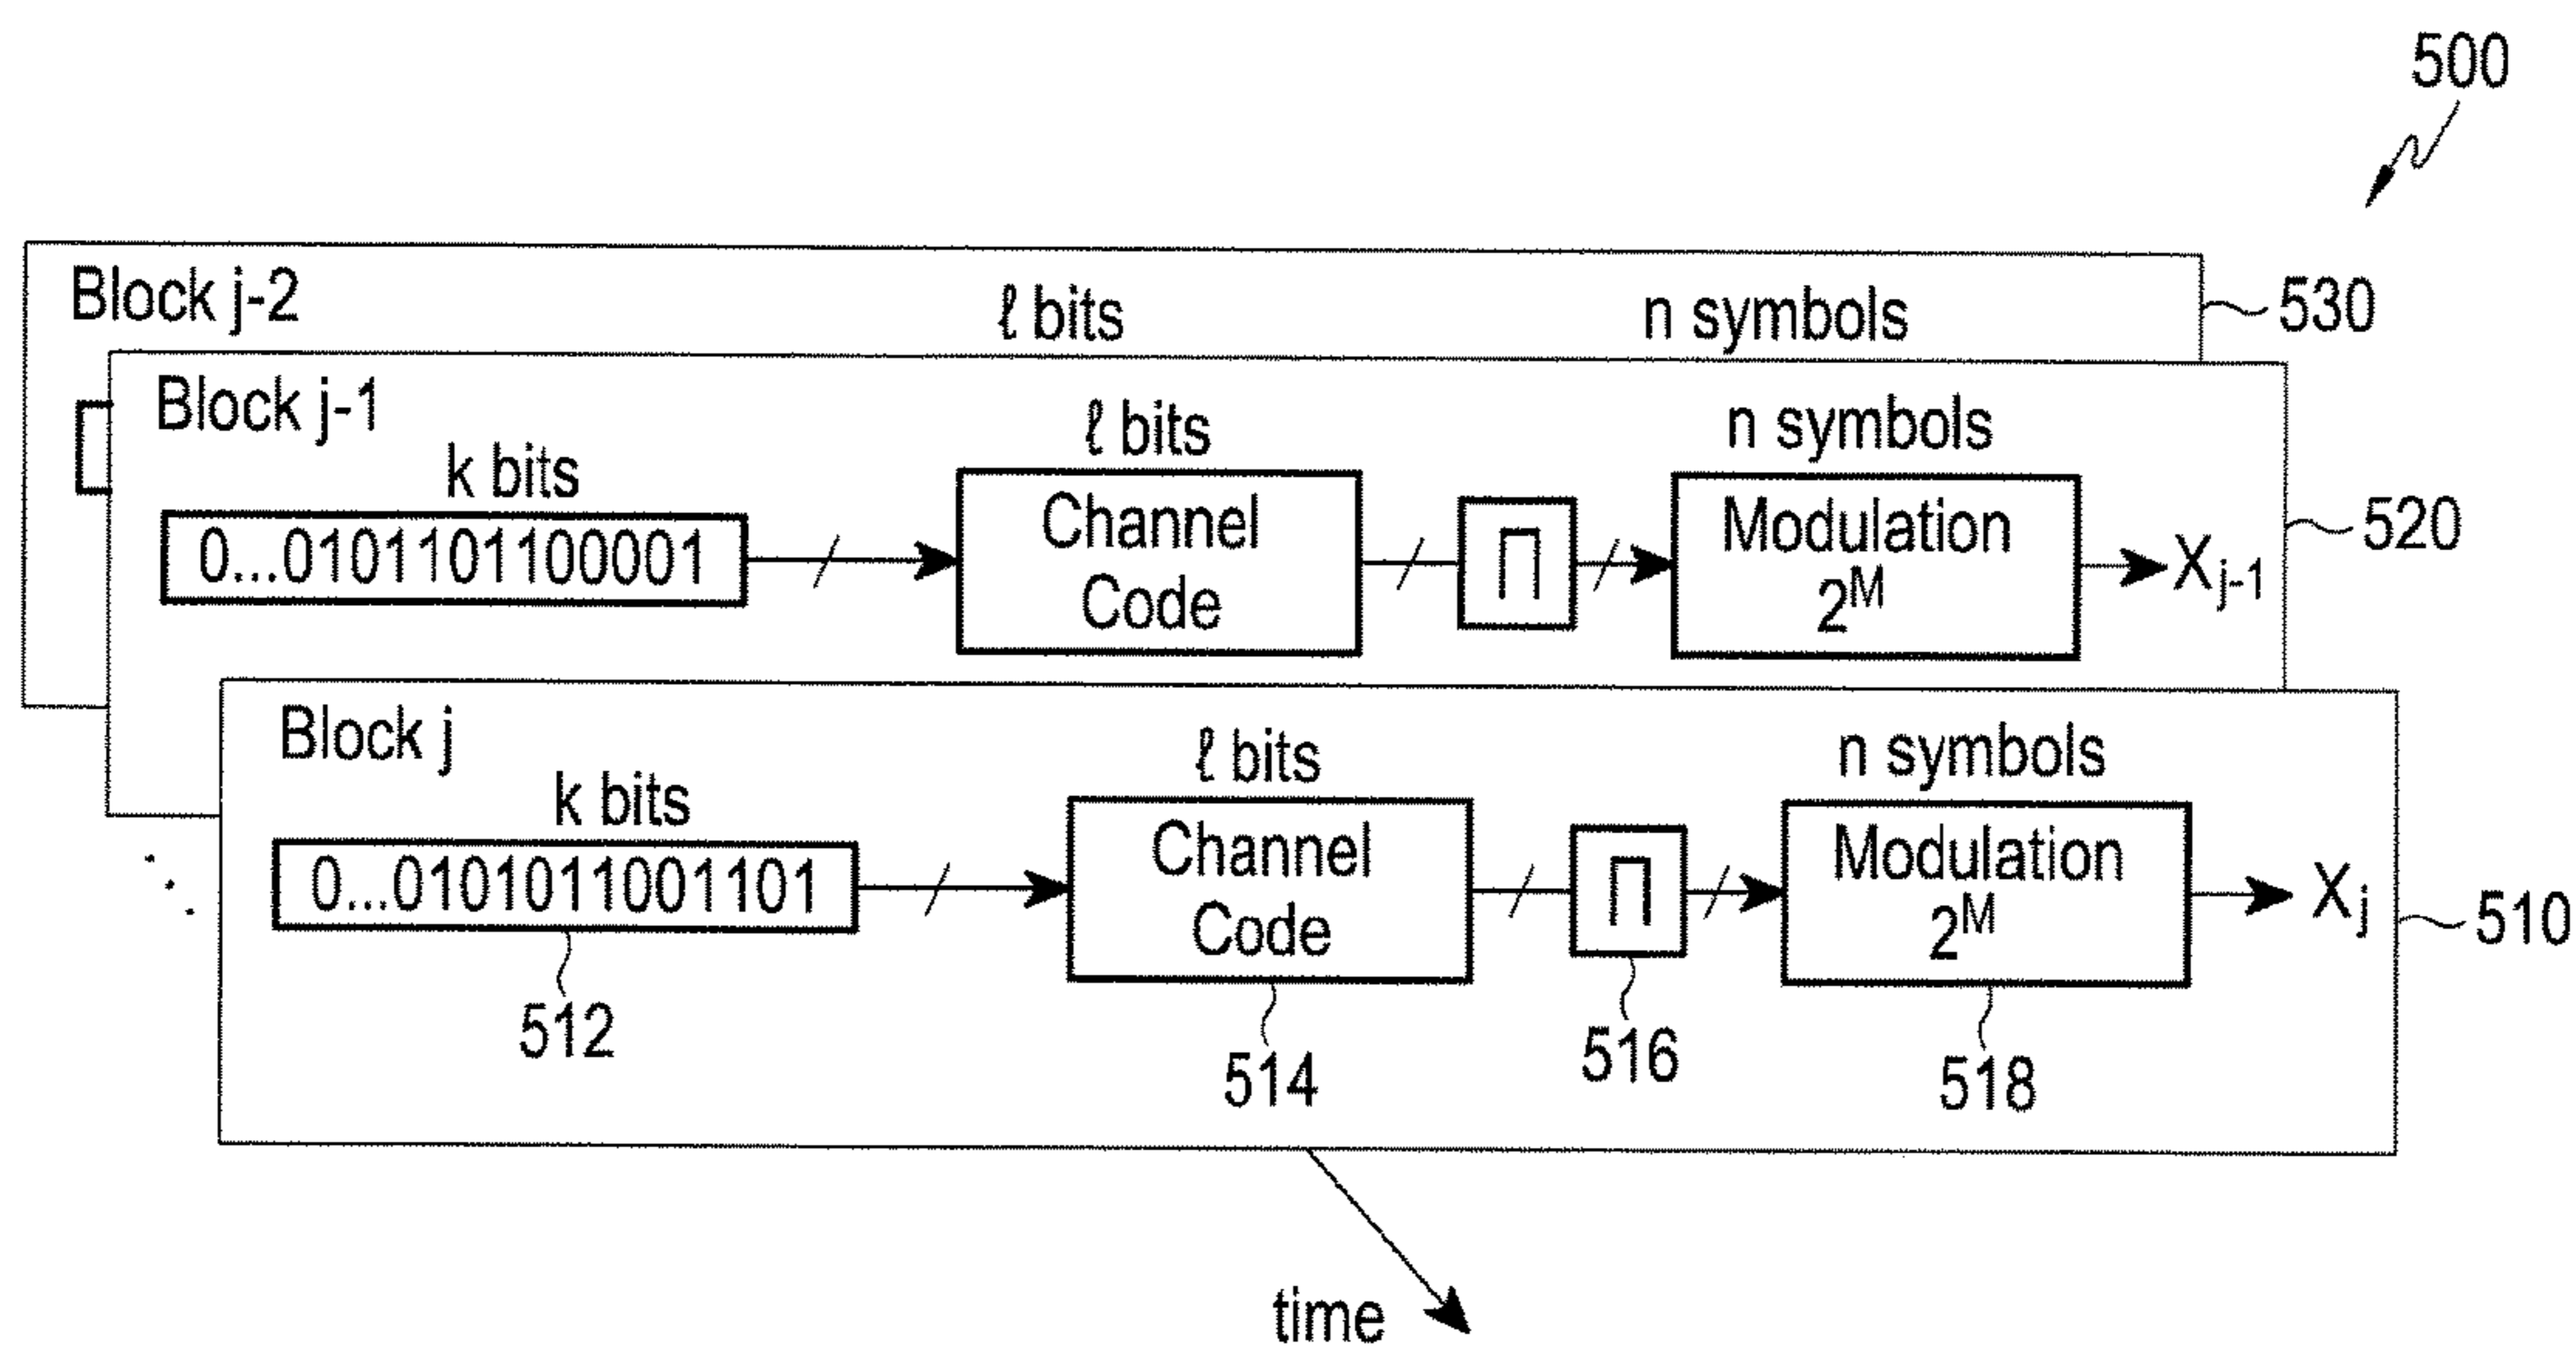 500
Block j-2
ℓ bits
n symbols
530
Block j-1
k bits
ℓ bits
n symbols
0...0101101100001
Channel
Code
∏
Modulation
2^M
X_{j-1}
520
Block j
k bits
ℓ bits
n symbols
0...0101011001101
Channel
Code
∏
Modulation
2^M
X_j
510
512
514
516
518
time